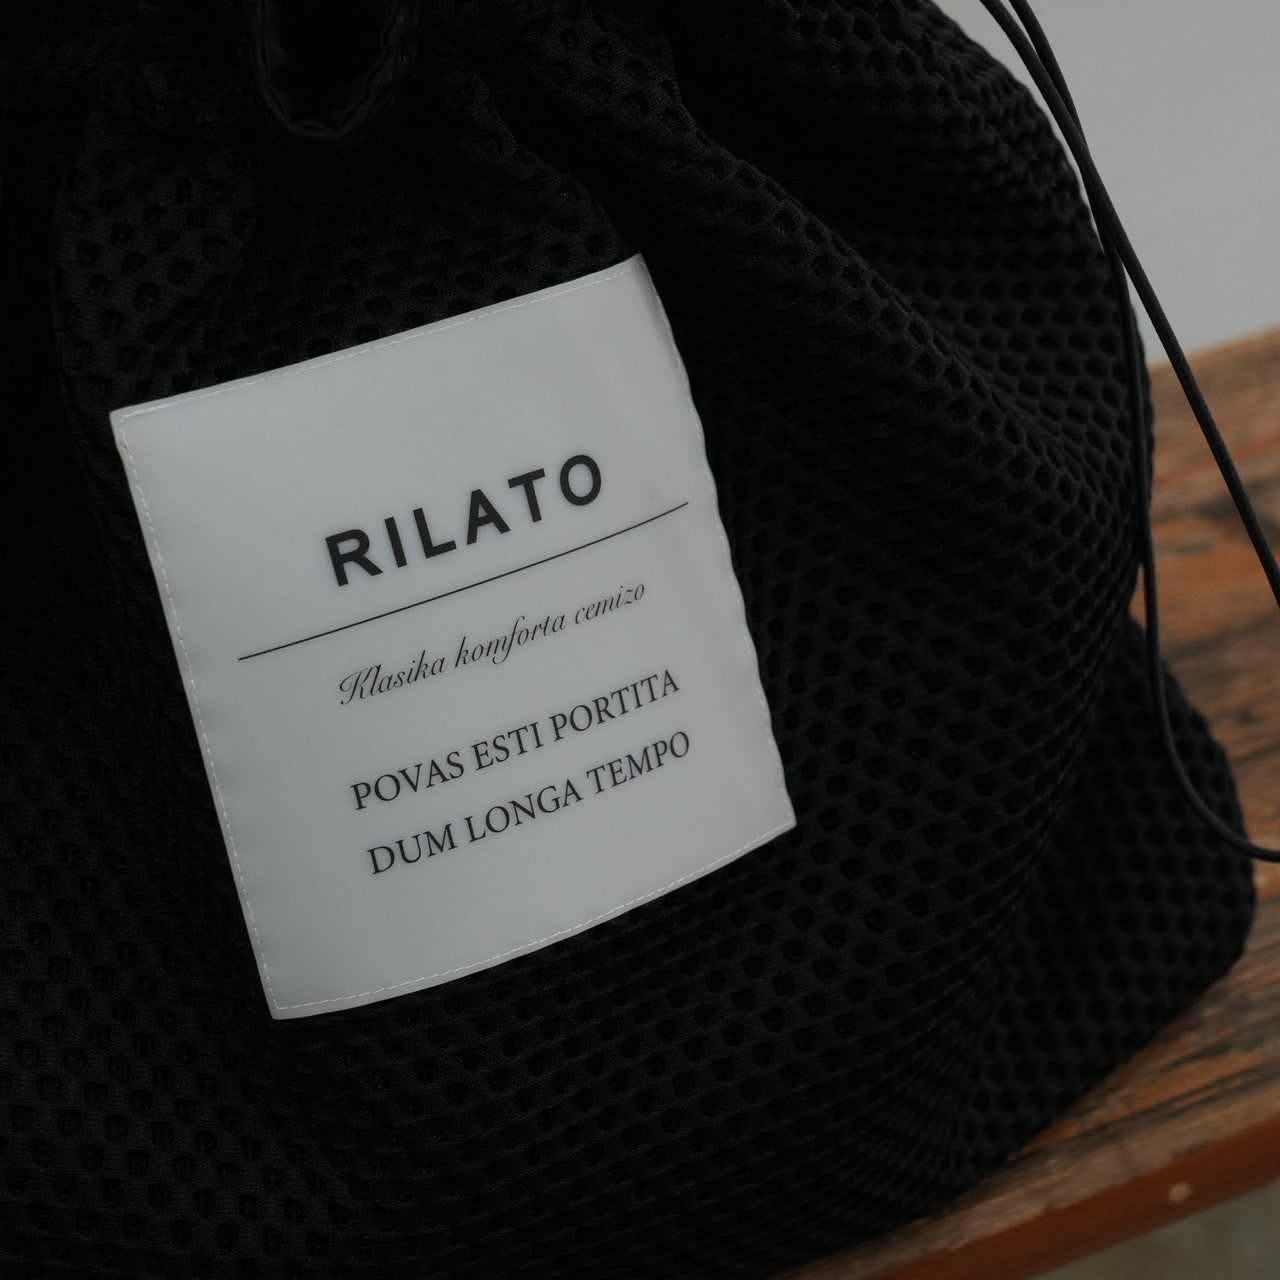 RILATO
Klasika komforta cemizo
POVAS ESTI PORTITA
DUM LONGA TEMPO